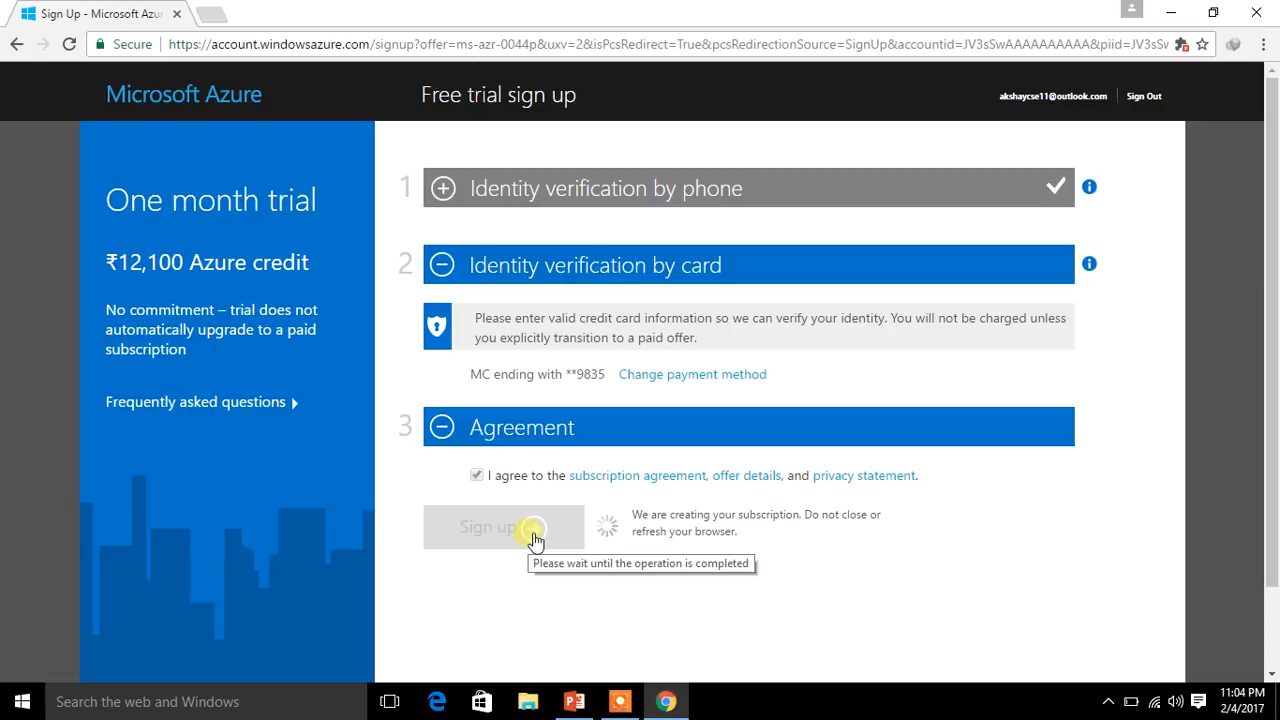 Sign Up - Microsoft Azur
Secure
https://account.windowsazure.com/signup?offer=ms-azr-0044p&uxv=2&isPcsRedirect=True&pcsRedirectionSource=SignUp&accountid=JV3sSwAAAAAAAAAA&piid=JV3sSv
Microsoft Azure
Free trial sign up
akshaycse11@outlook.com
Sign Out
One month trial
₹12,100 Azure credit
No commitment – trial does not
automatically upgrade to a paid
subscription
Frequently asked questions
1
Identity verification by phone
2
Identity verification by card
Please enter valid credit card information so we can verify your identity. You will not be charged unless
you explicitly transition to a paid offer.
MC ending with **9835 Change payment method
3
Agreement
I agree to the subscription agreement, offer details, and privacy statement.
Sign up
We are creating your subscription. Do not close or
refresh your browser.
Please wait until the operation is completed
Search the web and Windows
11:04 PM
2/4/2017